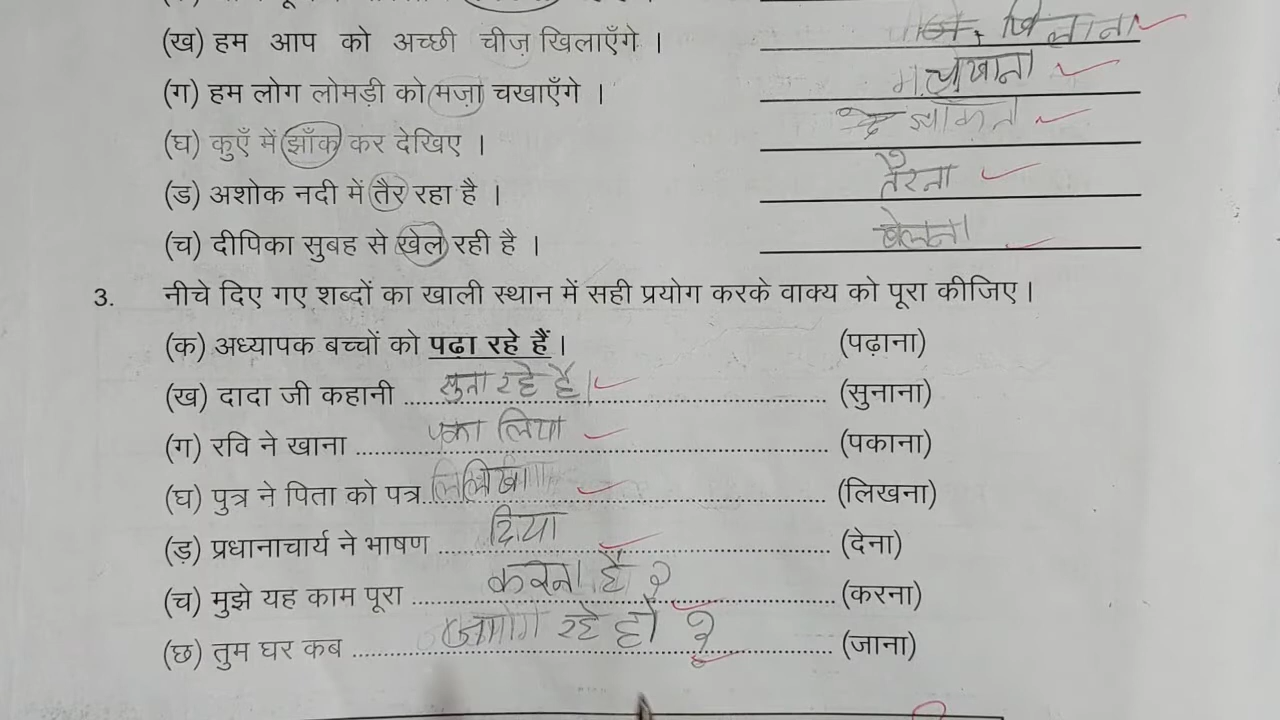 (ख) हम आप को अच्छी चीज़ खिलाएँगे । खिलाना
(ग) हम लोग लोमड़ी को मज़ा चखाएँगे ।
(घ) कुएँ में झाँक कर देखिए ।
(ड) अशोक नदी में तैर रहा है । तैरना
(च) दीपिका सुबह से खेल रही है । खेलना
3. नीचे दिए गए शब्दों का खाली स्थान में सही प्रयोग करके वाक्य को पूरा कीजिए ।
(क) अध्यापक बच्चों को पढा रहे हैं । (पढ़ाना)
(ख) दादा जी कहानी सुना रहे हैं। (सुनाना)
(ग) रवि ने खाना पका लिया (पकाना)
(घ) पुत्र ने पिता को पत्र लिखा (लिखना)
(ड़) प्रधानाचार्य ने भाषण दिया (देना)
(च) मुझे यह काम पूरा करना है ? (करना)
(छ) तुम घर कब रहे हो ? (जाना)